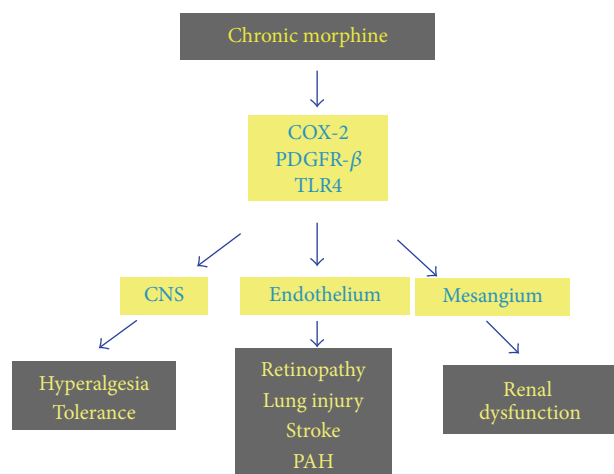 Chronic morphine
COX-2
PDGFR-β
TLR4
CNS
Endothelium
Mesangium
Hyperalgesia
Tolerance
Retinopathy
Lung injury
Stroke
PAH
Renal
dysfunction